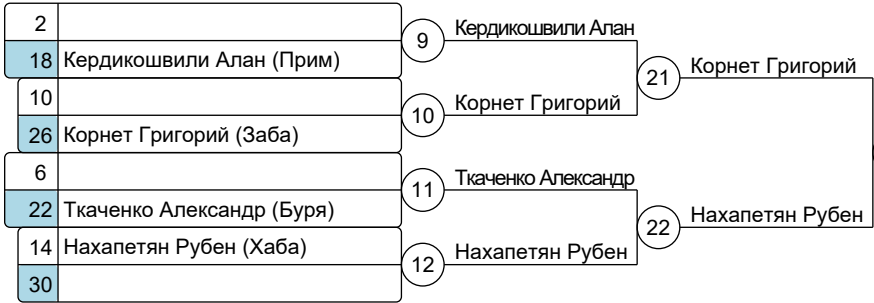 2
18 Кердикошвили Алан (Прим)
10
26 Корнет Григорий (Заба)
6
22 Ткаченко Александр (Буря)
14 Нахапетян Рубен (Хаба)
30
9
Кердикошвили Алан
10
Корнет Григорий
11
Ткаченко Александр
12
Нахапетян Рубен
21
Корнет Григорий
22
Нахапетян Рубен